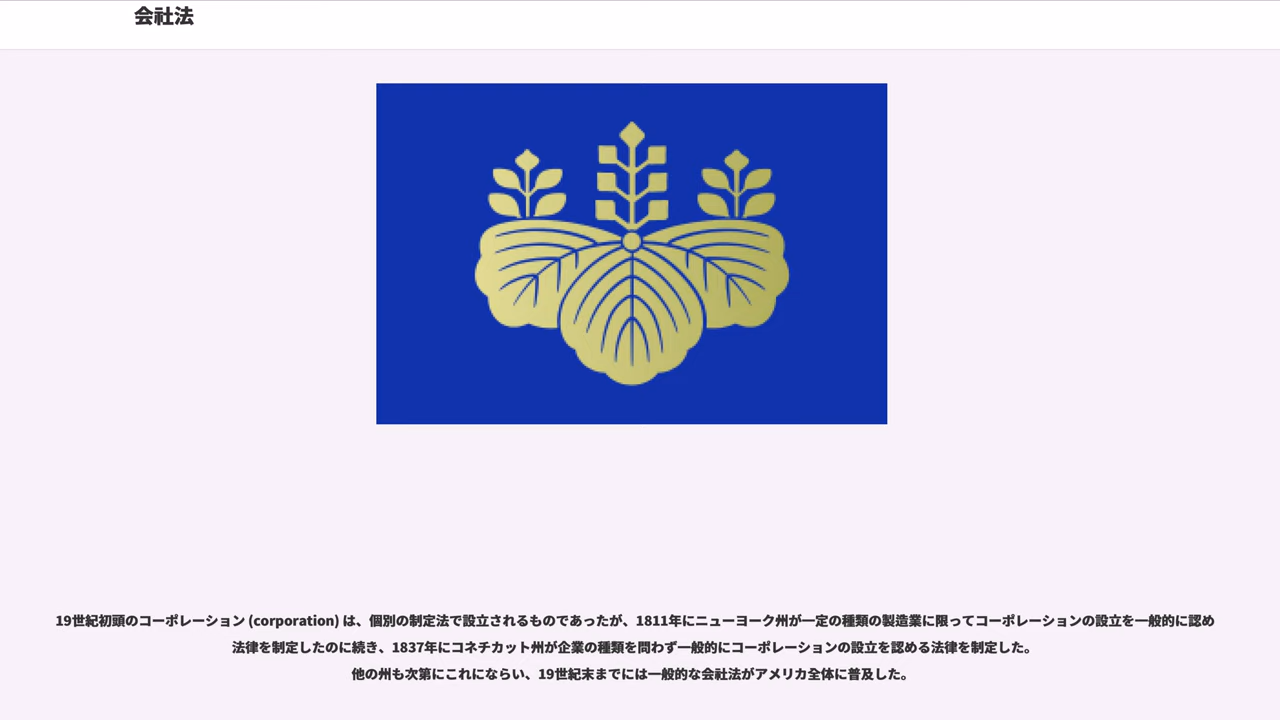 会社法
19世紀初頭のコーポレーション (corporation) は、個別の制定法で設立されるものであったが、1811年にニューヨーク州が一定の種類の製造業に限ってコーポレーションの設立を一般的に認め
法律を制定したのに続き、1837年にコネチカット州が企業の種類を問わず一般的にコーポレーションの設立を認める法律を制定した。
他の州も次第にこれにならい、19世紀末までには一般的な会社法がアメリカ全体に普及した。